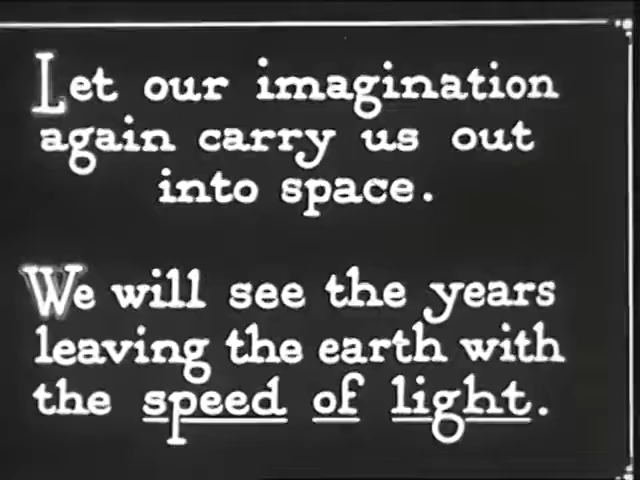 Let our imagination
again carry us out
into space.
We will see the years
leaving the earth with
the speed of light.